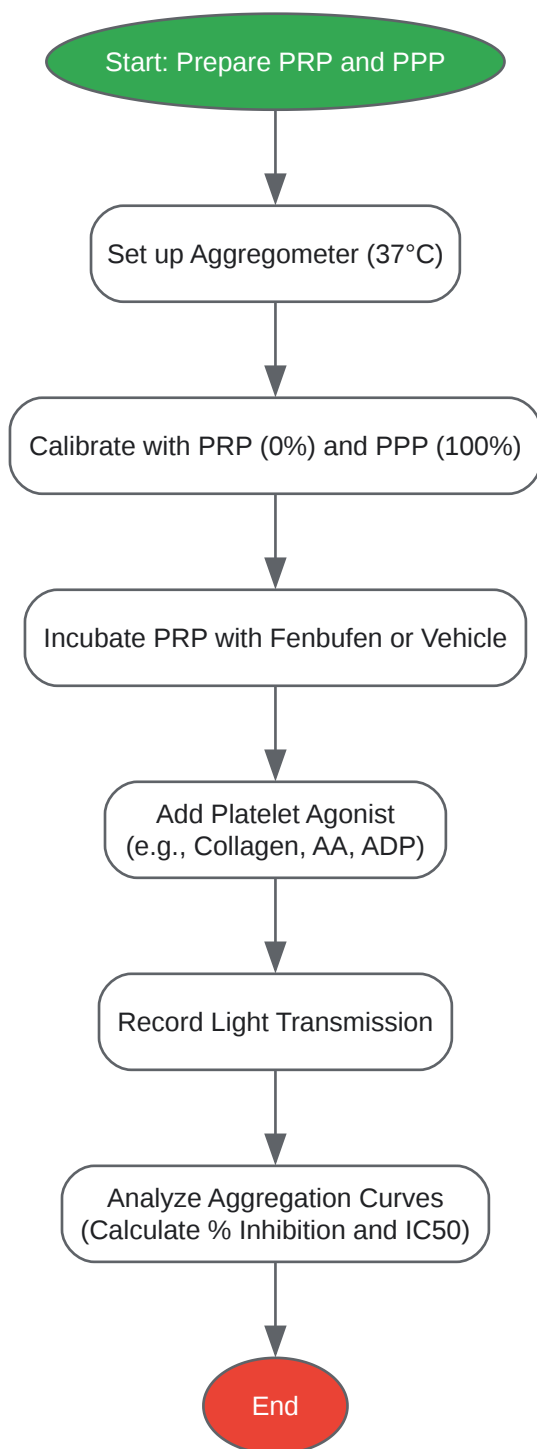 Start: Prepare PRP and PPP
Set up Aggregometer (37°C)
Calibrate with PRP (0%) and PPP (100%)
Incubate PRP with Fenbufen or Vehicle
Add Platelet Agonist
(e.g., Collagen, AA, ADP)
Record Light Transmission
Analyze Aggregation Curves
(Calculate % Inhibition and IC50)
End